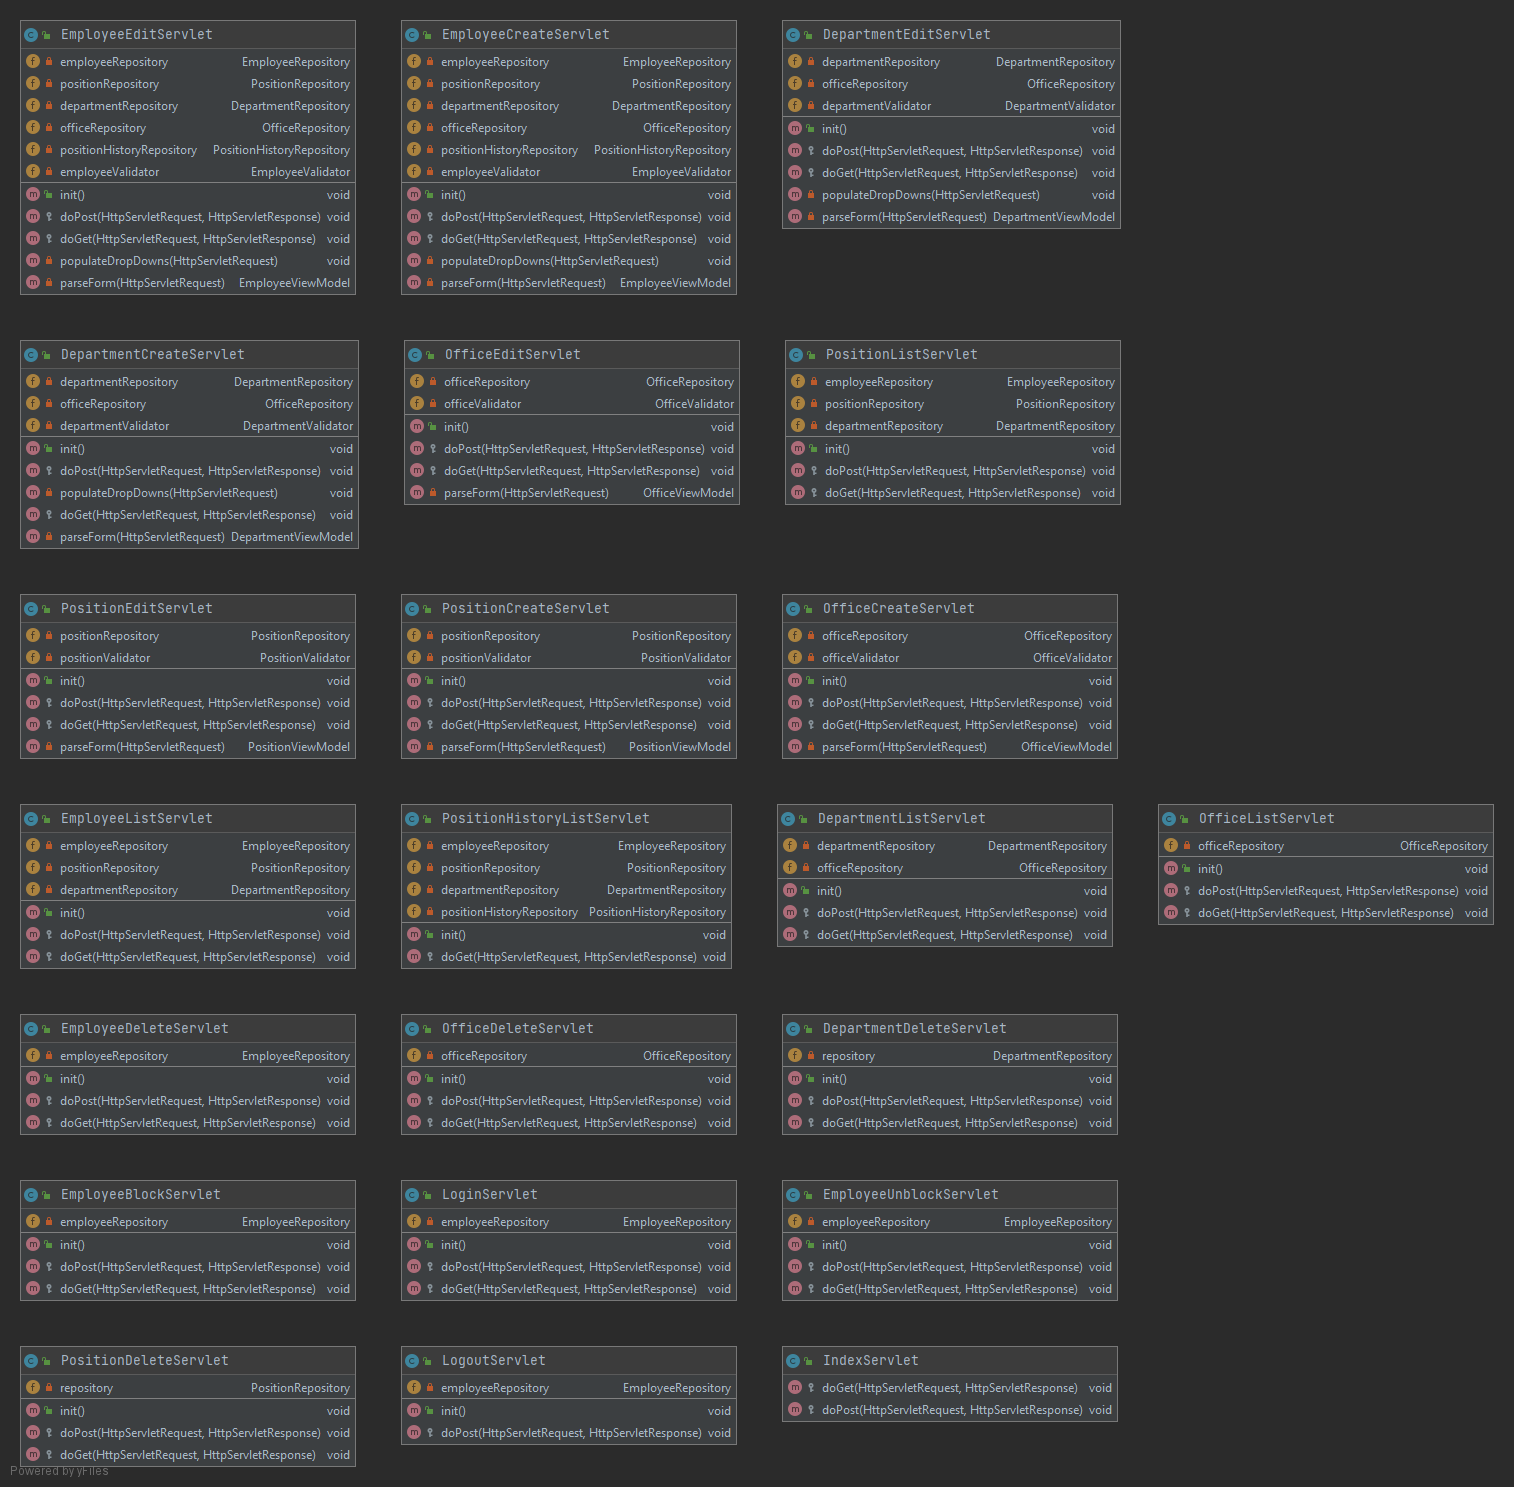 EmployeeEditServlet
employeeRepository EmployeeRepository
positionRepository PositionRepository
departmentRepository DepartmentRepository
officeRepository OfficeRepository
positionHistoryRepository PositionHistoryRepository
employeeValidator EmployeeValidator
init() void
doPost(HttpServletRequest, HttpServletResponse) void
doGet(HttpServletRequest, HttpServletResponse) void
populateDropDowns(HttpServletRequest) void
parseForm(HttpServletRequest) EmployeeViewModel
EmployeeCreateServlet
employeeRepository EmployeeRepository
positionRepository PositionRepository
departmentRepository DepartmentRepository
officeRepository OfficeRepository
positionHistoryRepository PositionHistoryRepository
employeeValidator EmployeeValidator
init() void
doPost(HttpServletRequest, HttpServletResponse) void
doGet(HttpServletRequest, HttpServletResponse) void
populateDropDowns(HttpServletRequest) void
parseForm(HttpServletRequest) EmployeeViewModel
DepartmentEditServlet
departmentRepository DepartmentRepository
officeRepository OfficeRepository
departmentValidator DepartmentValidator
init() void
doPost(HttpServletRequest, HttpServletResponse) void
doGet(HttpServletRequest, HttpServletResponse) void
populateDropDowns(HttpServletRequest) void
parseForm(HttpServletRequest) DepartmentViewModel
DepartmentCreateServlet
departmentRepository DepartmentRepository
officeRepository OfficeRepository
departmentValidator DepartmentValidator
init() void
doPost(HttpServletRequest, HttpServletResponse) void
populateDropDowns(HttpServletRequest) void
doGet(HttpServletRequest, HttpServletResponse) void
parseForm(HttpServletRequest) DepartmentViewModel
OfficeEditServlet
officeRepository OfficeRepository
officeValidator OfficeValidator
init() void
doPost(HttpServletRequest, HttpServletResponse) void
doGet(HttpServletRequest, HttpServletResponse) void
parseForm(HttpServletRequest) OfficeViewModel
PositionListServlet
employeeRepository EmployeeRepository
positionRepository PositionRepository
departmentRepository DepartmentRepository
init() void
doPost(HttpServletRequest, HttpServletResponse) void
doGet(HttpServletRequest, HttpServletResponse) void
PositionEditServlet
positionRepository PositionRepository
positionValidator PositionValidator
init() void
doPost(HttpServletRequest, HttpServletResponse) void
doGet(HttpServletRequest, HttpServletResponse) void
parseForm(HttpServletRequest) PositionViewModel
PositionCreateServlet
positionRepository PositionRepository
positionValidator PositionValidator
init() void
doPost(HttpServletRequest, HttpServletResponse) void
doGet(HttpServletRequest, HttpServletResponse) void
parseForm(HttpServletRequest) PositionViewModel
OfficeCreateServlet
officeRepository OfficeRepository
officeValidator OfficeValidator
init() void
doPost(HttpServletRequest, HttpServletResponse) void
doGet(HttpServletRequest, HttpServletResponse) void
parseForm(HttpServletRequest) OfficeViewModel
EmployeeListServlet
employeeRepository EmployeeRepository
positionRepository PositionRepository
departmentRepository DepartmentRepository
init() void
doPost(HttpServletRequest, HttpServletResponse) void
doGet(HttpServletRequest, HttpServletResponse) void
PositionHistoryListServlet
employeeRepository EmployeeRepository
positionRepository PositionRepository
departmentRepository DepartmentRepository
positionHistoryRepository PositionHistoryRepository
init() void
doGet(HttpServletRequest, HttpServletResponse) void
DepartmentListServlet
departmentRepository DepartmentRepository
officeRepository OfficeRepository
init() void
doPost(HttpServletRequest, HttpServletResponse) void
doGet(HttpServletRequest, HttpServletResponse) void
OfficeListServlet
officeRepository OfficeRepository
init() void
doPost(HttpServletRequest, HttpServletResponse) void
doGet(HttpServletRequest, HttpServletResponse) void
EmployeeDeleteServlet
employeeRepository EmployeeRepository
init() void
doPost(HttpServletRequest, HttpServletResponse) void
doGet(HttpServletRequest, HttpServletResponse) void
OfficeDeleteServlet
officeRepository OfficeRepository
init() void
doPost(HttpServletRequest, HttpServletResponse) void
doGet(HttpServletRequest, HttpServletResponse) void
DepartmentDeleteServlet
repository DepartmentRepository
init() void
doPost(HttpServletRequest, HttpServletResponse) void
doGet(HttpServletRequest, HttpServletResponse) void
EmployeeBlockServlet
employeeRepository EmployeeRepository
init() void
doPost(HttpServletRequest, HttpServletResponse) void
doGet(HttpServletRequest, HttpServletResponse) void
LoginServlet
employeeRepository EmployeeRepository
init() void
doPost(HttpServletRequest, HttpServletResponse) void
doGet(HttpServletRequest, HttpServletResponse) void
EmployeeUnblockServlet
employeeRepository EmployeeRepository
init() void
doPost(HttpServletRequest, HttpServletResponse) void
doGet(HttpServletRequest, HttpServletResponse) void
PositionDeleteServlet
repository PositionRepository
init() void
doPost(HttpServletRequest, HttpServletResponse) void
doGet(HttpServletRequest, HttpServletResponse) void
LogoutServlet
employeeRepository EmployeeRepository
init() void
doPost(HttpServletRequest, HttpServletResponse) void
IndexServlet
doGet(HttpServletRequest, HttpServletResponse) void
doPost(HttpServletRequest, HttpServletResponse) void
Powered by yFiles